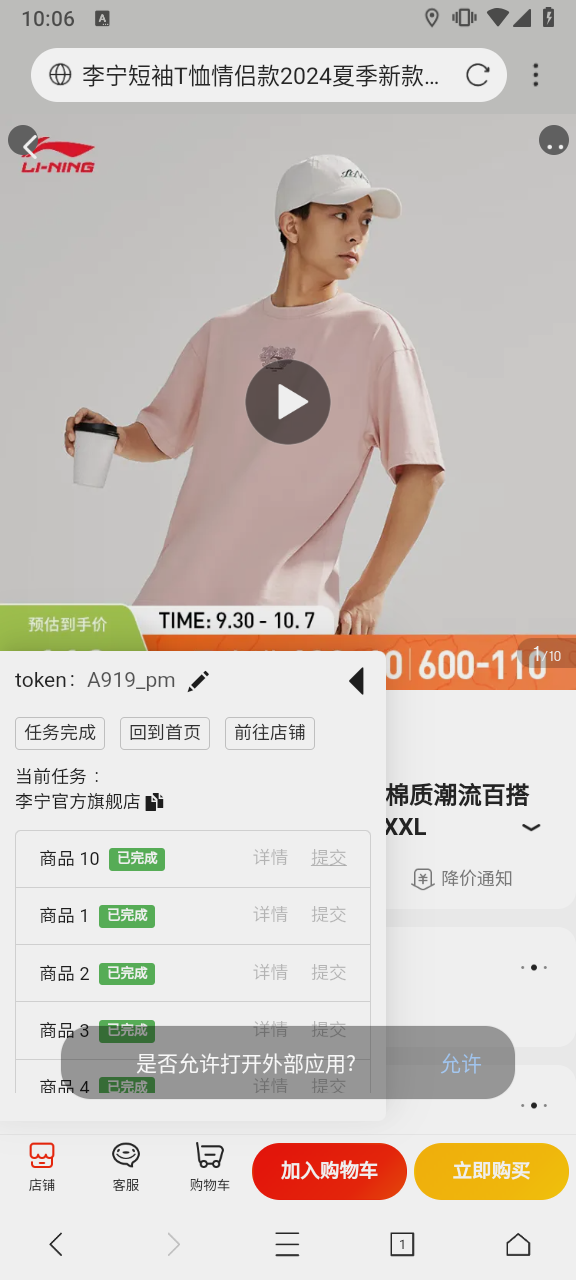 10:06
A
李宁短袖T恤情侣款2024夏季新款...
LI-NING
预估到手价
TIME: 9.30 - 10. 7
0 600-110
1/10
token: A919_pm
任务完成 回到首页 前往店铺
当前任务：
李宁官方旗舰店
棉质潮流百搭
XXL
降价通知
商品 10 已完成 详情 提交
商品 1 已完成 详情 提交
商品 2 已完成 详情 提交
商品 3 已完成 详情 提交
商品 4 已完成 详情 提交
是否允许打开外部应用? 允许
店铺 客服 购物车 加入购物车 立即购买
1